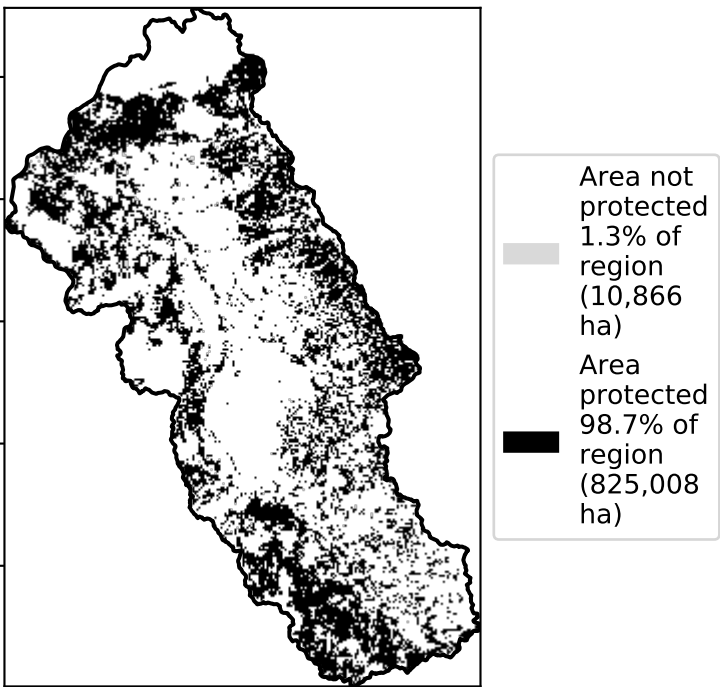 Area not
protected
1.3% of
region
(10,866
ha)
Area
protected
98.7% of
region
(825,008
ha)